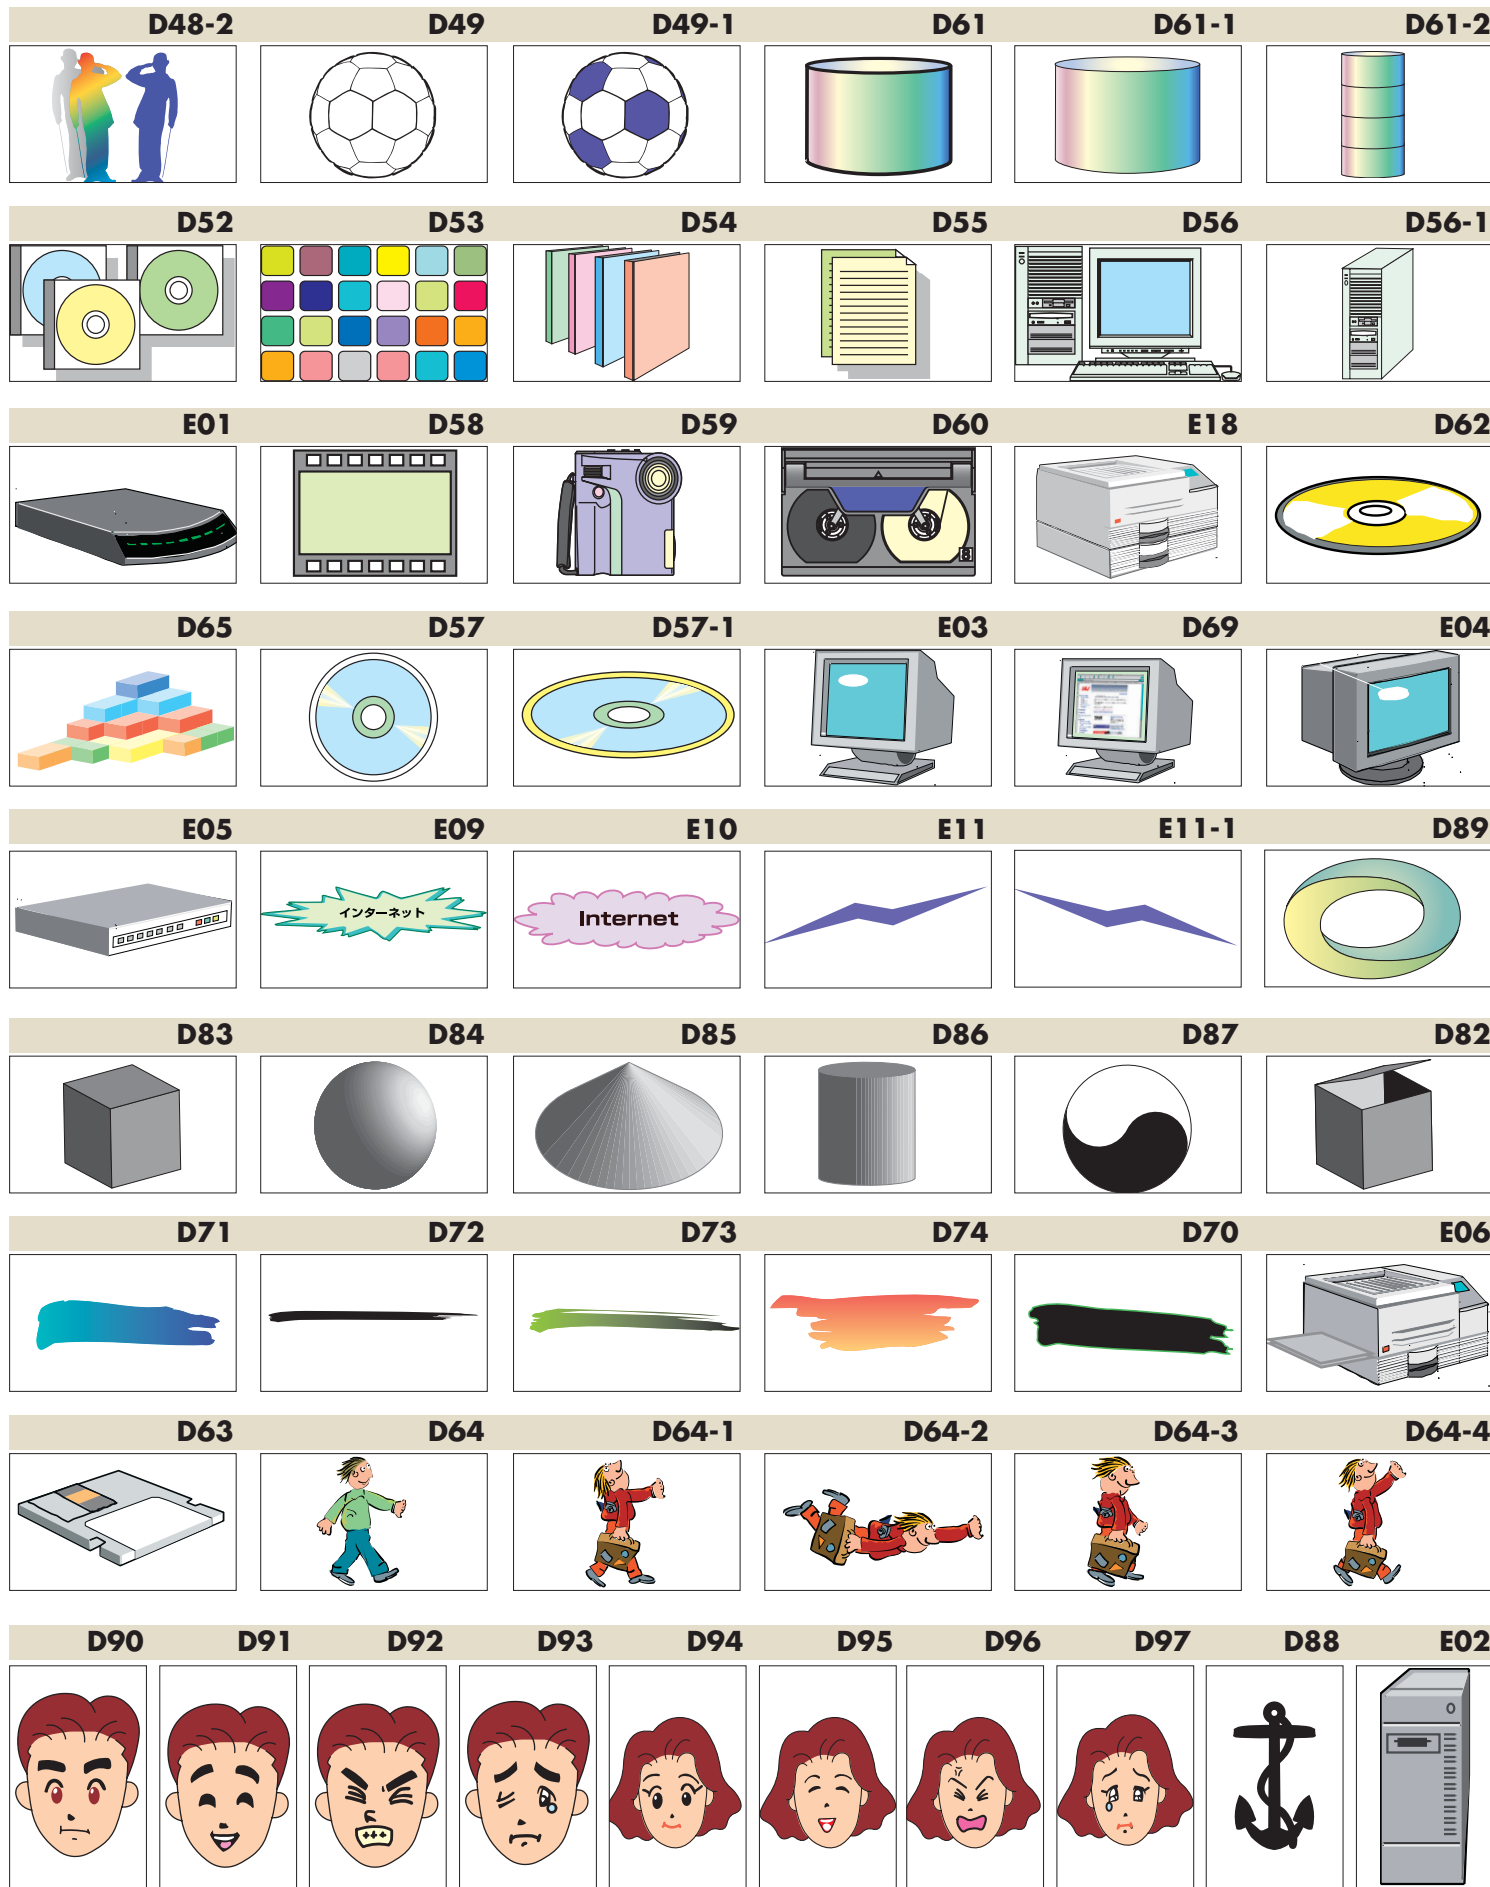 D48-2 D49 D49-1 D61 D61-1 D61-2
D52 D53 D54 D55 D56 D56-1
E01 D58 D59 D60 E18 D62
8
D65 D57 D57-1 E03 D69 E04
E05 E09 E10 E11 E11-1 D89
インターネット Internet
D83 D84 D85 D86 D87 D82
D71 D72 D73 D74 D70 E06
D63 D64 D64-1 D64-2 D64-3 D64-4
D90 D91 D92 D93 D94 D95 D96 D97 D88 E02